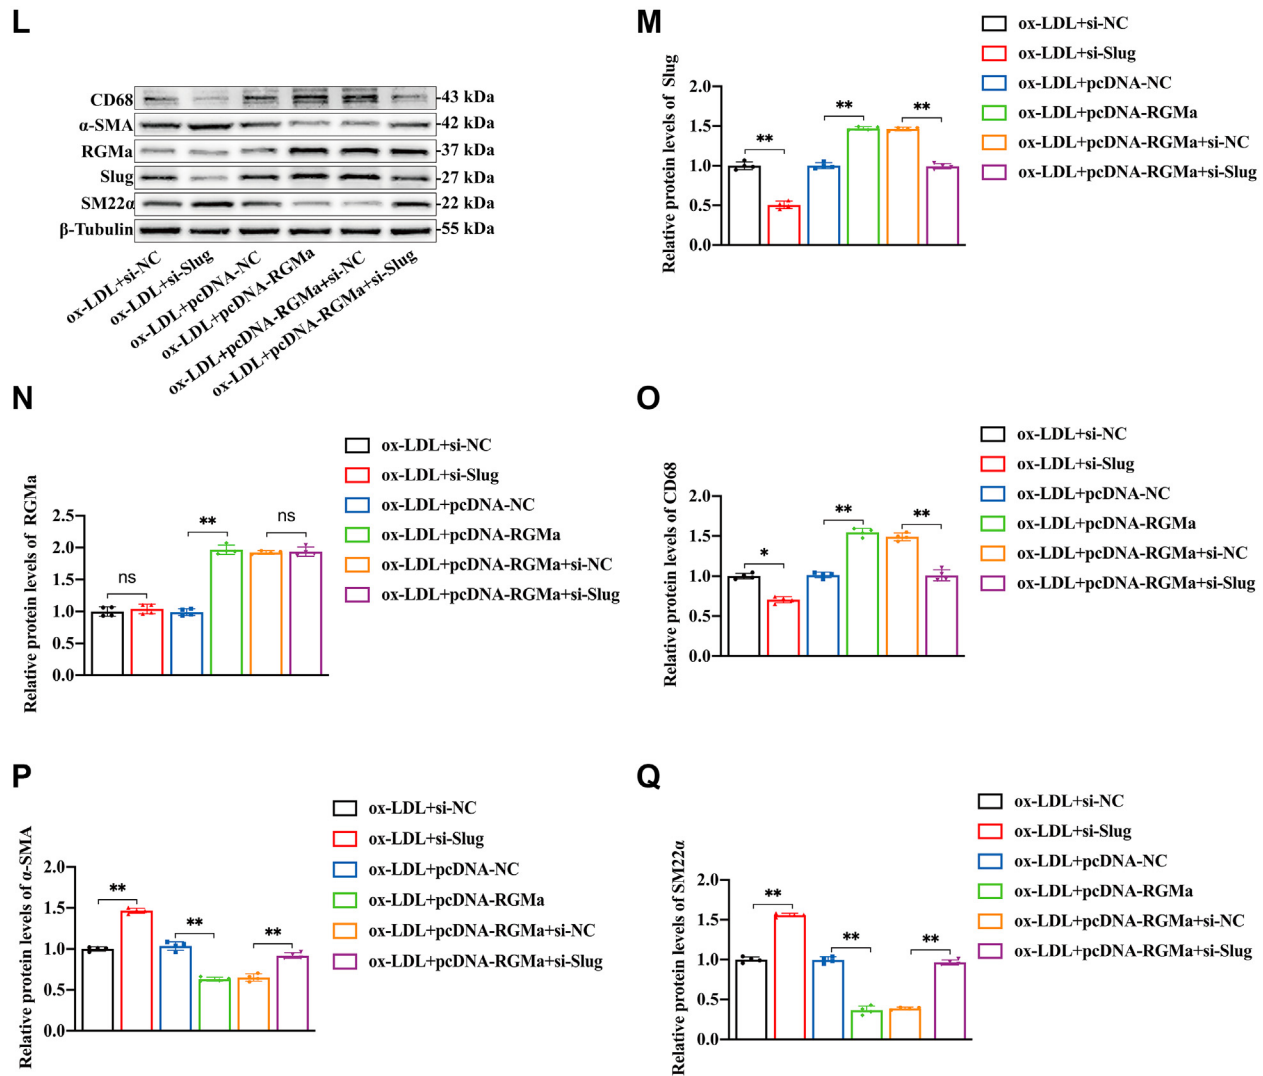 L
CD68
α-SMA
RGMa
Slug
SM22α
β-Tubulin
-43 kDa
-42 kDa
-37 kDa
-27 kDa
-22 kDa
-55 kDa
ox-LDL+si-NC
ox-LDL+si-Slug
ox-LDL+pcDNA-NC
ox-LDL+pcDNA-RGMa
ox-LDL+pcDNA-RGMa+si-NC
ox-LDL+pcDNA-RGMa+si-Slug
M
Relative protein levels of Slug
2.0
1.5
1.0
0.5
0.0
**
**
**
ox-LDL+si-NC
ox-LDL+si-Slug
ox-LDL+pcDNA-NC
ox-LDL+pcDNA-RGMa
ox-LDL+pcDNA-RGMa+si-NC
ox-LDL+pcDNA-RGMa+si-Slug
N
Relative protein levels of RGMa
2.5
2.0
1.5
1.0
0.5
0.0
ns
**
ns
ox-LDL+si-NC
ox-LDL+si-Slug
ox-LDL+pcDNA-NC
ox-LDL+pcDNA-RGMa
ox-LDL+pcDNA-RGMa+si-NC
ox-LDL+pcDNA-RGMa+si-Slug
O
Relative protein levels of CD68
2.0
1.5
1.0
0.5
0.0
*
**
**
ox-LDL+si-NC
ox-LDL+si-Slug
ox-LDL+pcDNA-NC
ox-LDL+pcDNA-RGMa
ox-LDL+pcDNA-RGMa+si-NC
ox-LDL+pcDNA-RGMa+si-Slug
P
Relative protein levels of α-SMA
2.0
1.5
1.0
0.5
0.0
**
**
**
ox-LDL+si-NC
ox-LDL+si-Slug
ox-LDL+pcDNA-NC
ox-LDL+pcDNA-RGMa
ox-LDL+pcDNA-RGMa+si-NC
ox-LDL+pcDNA-RGMa+si-Slug
Q
Relative protein levels of SM22α
2.0
1.5
1.0
0.5
0.0
**
**
**
ox-LDL+si-NC
ox-LDL+si-Slug
ox-LDL+pcDNA-NC
ox-LDL+pcDNA-RGMa
ox-LDL+pcDNA-RGMa+si-NC
ox-LDL+pcDNA-RGMa+si-Slug